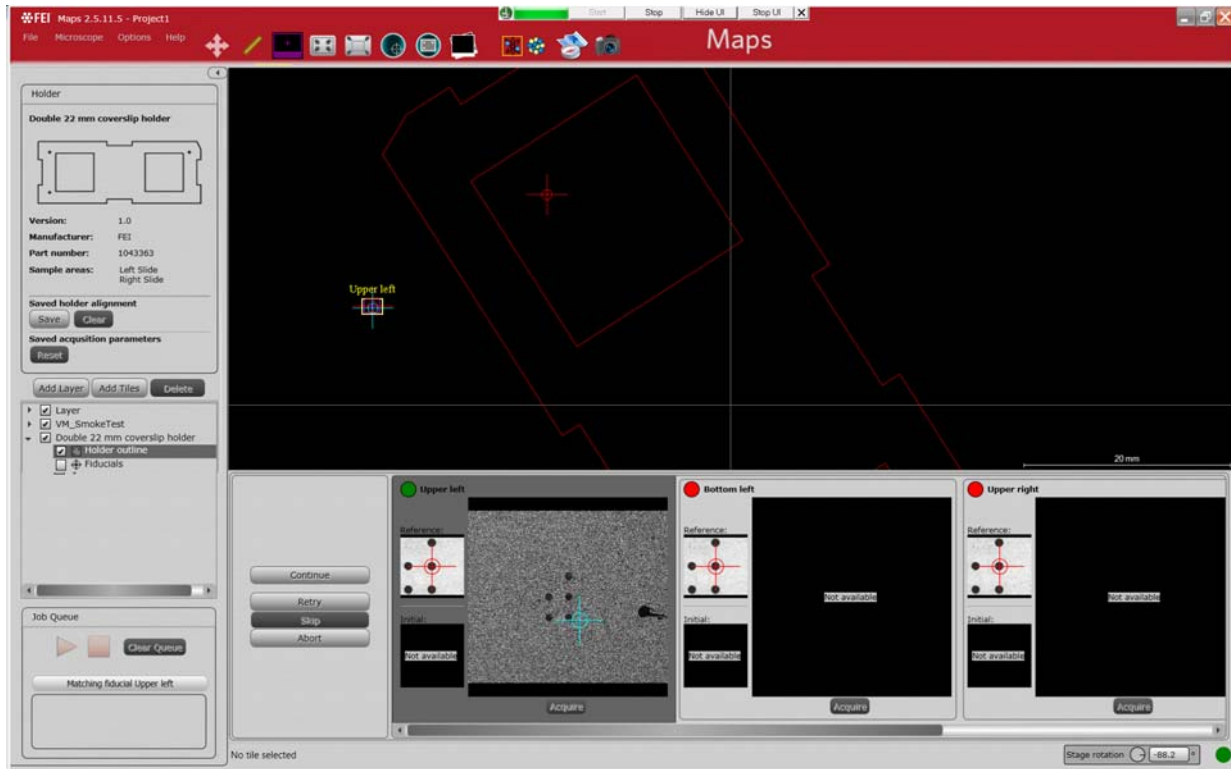 FEI Maps 2.5.11.5 - Project1
Start Stop Hide UI Stop UI X
File Microscope Options Help
Maps
Holder
Double 22 mm coverslip holder
Version: 1.0
Manufacturer: FEI
Part number: 1043363
Sample areas: Left Slide
Right Slide
Saved holder alignment
Save Clear
Saved acqusition parameters
Reset
Add Layer Add Tiles Delete
Layer
VM_SmokeTest
Double 22 mm coverslip holder
Holder outline
Fiducials
Upper left
20 mm
Job Queue
Clear Queue
Matching fiducial Upper left
Continue
Retry
Skip
Abort
Upper left
Reference:
Initial:
Not available
Acquire
Bottom left
Reference:
Initial:
Not available
Not available
Acquire
Upper right
Reference:
Initial:
Not available
Not available
Acquire
No tile selected
Stage rotation -68.2 °